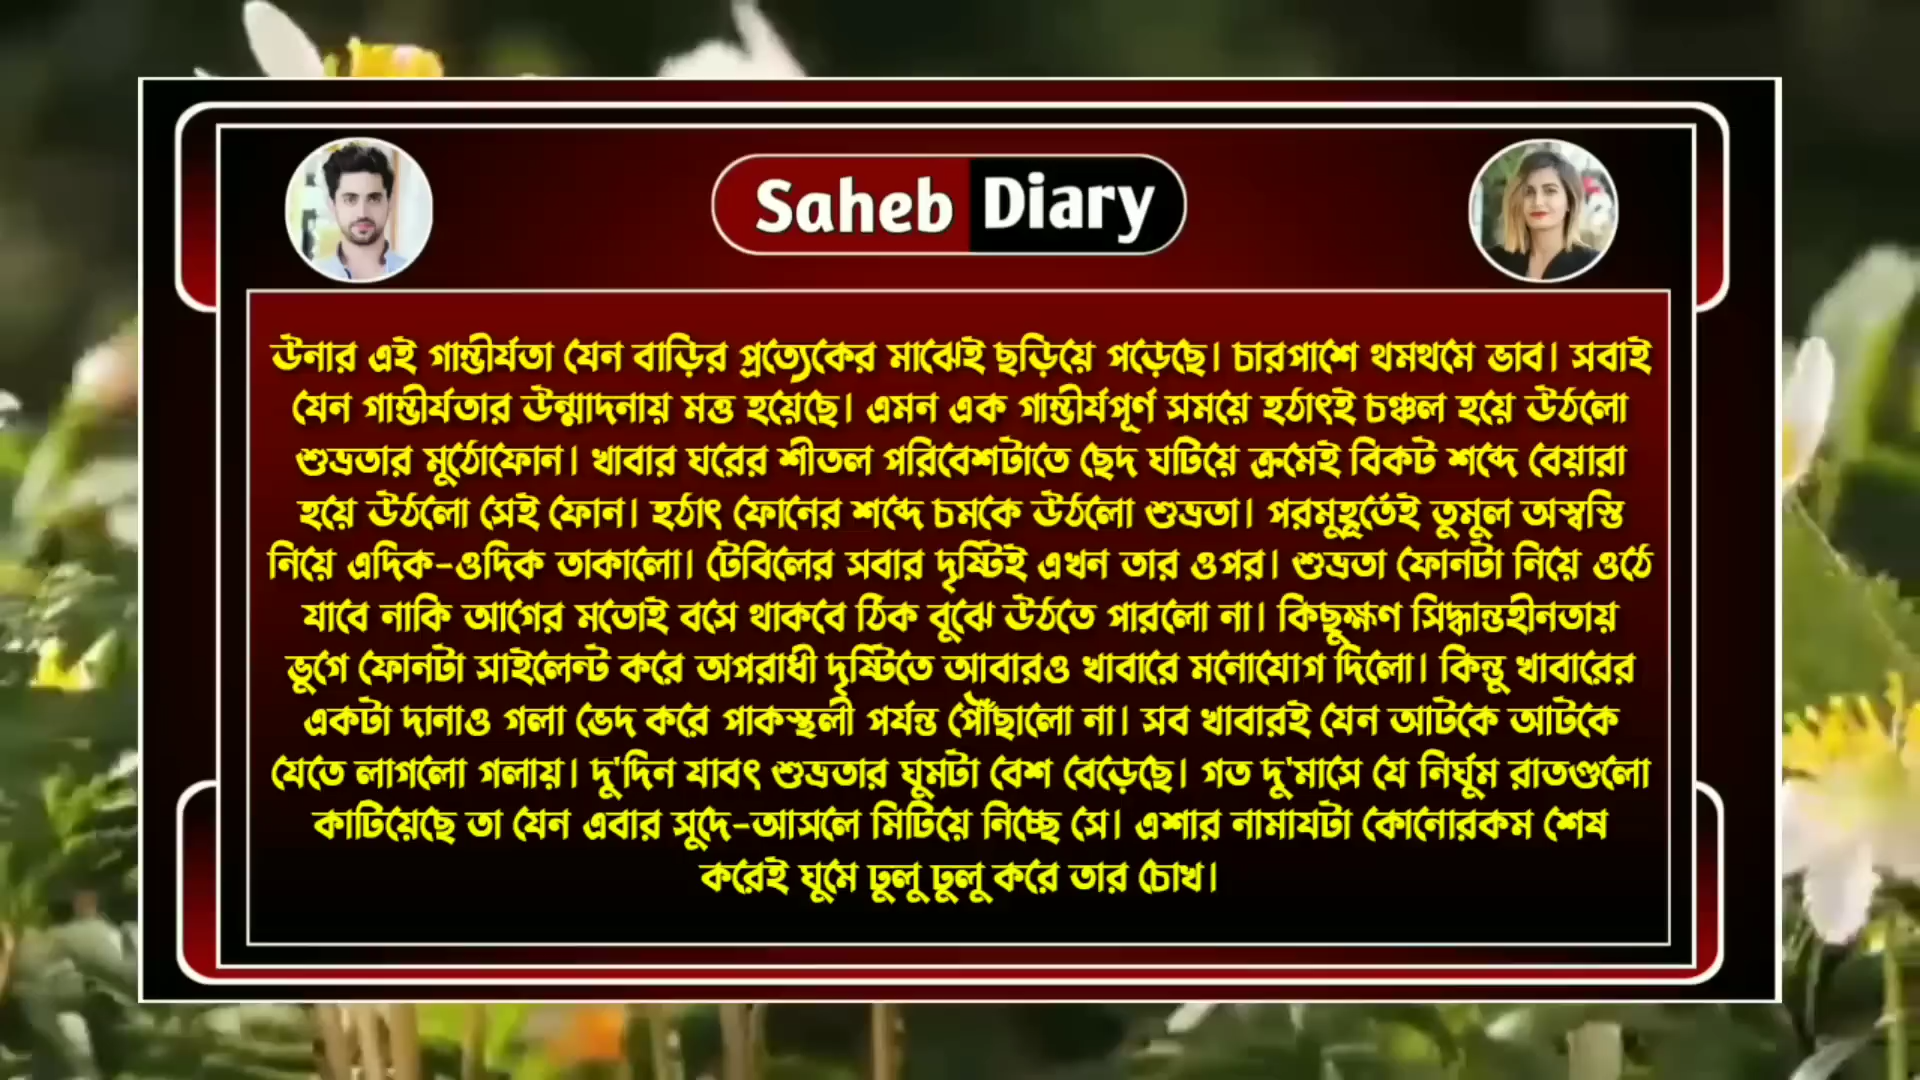 Saheb Diary
উনার এই গাম্ভীর্যতা যেন বাড়ির প্রত্যেকের মাঝেই ছড়িয়ে পড়েছে। চারপাশে থমথমে ভাব। সবাই
যেন গাম্ভীর্যতার উন্মাদনায় মত্ত হয়েছে। এমন এক গাম্ভীর্যপূর্ণ সময়ে হঠাৎই চঞ্চল হয়ে উঠলো
শুভ্রতার মুঠোফোন। খাবার ঘরের শীতল পরিবেশটাতে ছেদ ঘটিয়ে ক্রমেই বিকট শব্দে বেয়ারা
হয়ে উঠলো সেই ফোন। হঠাৎ ফোনের শব্দে চমকে উঠলো শুভ্রতা। পরমূহুর্তেই তুমুল অস্বস্তি
নিয়ে এদিক-ওদিক তাকালো। টেবিলের সবার দৃষ্টিই এখন তার ওপর। শুভ্রতা ফোনটা নিয়ে ওঠে
যাবে নাকি আগের মতোই বসে থাকবে ঠিক বুঝে উঠতে পারলো না। কিছুক্ষণ সিদ্ধান্তহীনতায়
ভুগে ফোনটা সাইলেন্ট করে অপরাধী দৃষ্টিতে আবারও খাবারে মনোযোগ দিলো। কিন্তু খাবারের
একটা দানাও গলা ভেদ করে পাকস্থলী পর্যন্ত পৌঁছালো না। সব খাবারই যেন আটকে আটকে
যেতে লাগলো গলায়। দু'দিন যাবৎ শুভ্রতার ঘুমটা বেশ বেড়েছে। গত দু'মাসে যে নির্ঘুম রাতগুলো
কাটিয়েছে তা যেন এবার সুদে-আসলে মিটিয়ে নিচ্ছে সে। এশার নামাযটা কোনোরকম শেষ
করেই ঘুমে ঢুলু ঢুলু করে তার চোখ।